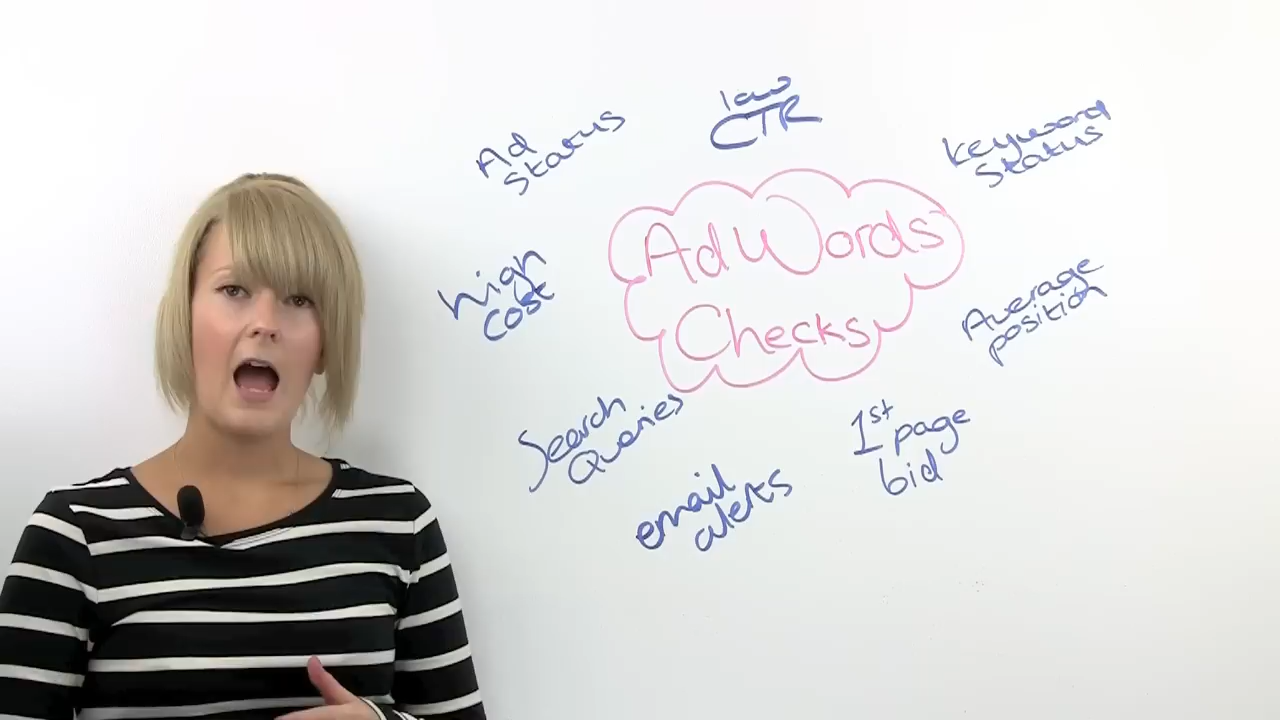 low
CTR
Ad
Status
Keyword
Status
AdWords
Checks
High
Cost
Average
position
Search
Queries
1st page
bid
email
alerts